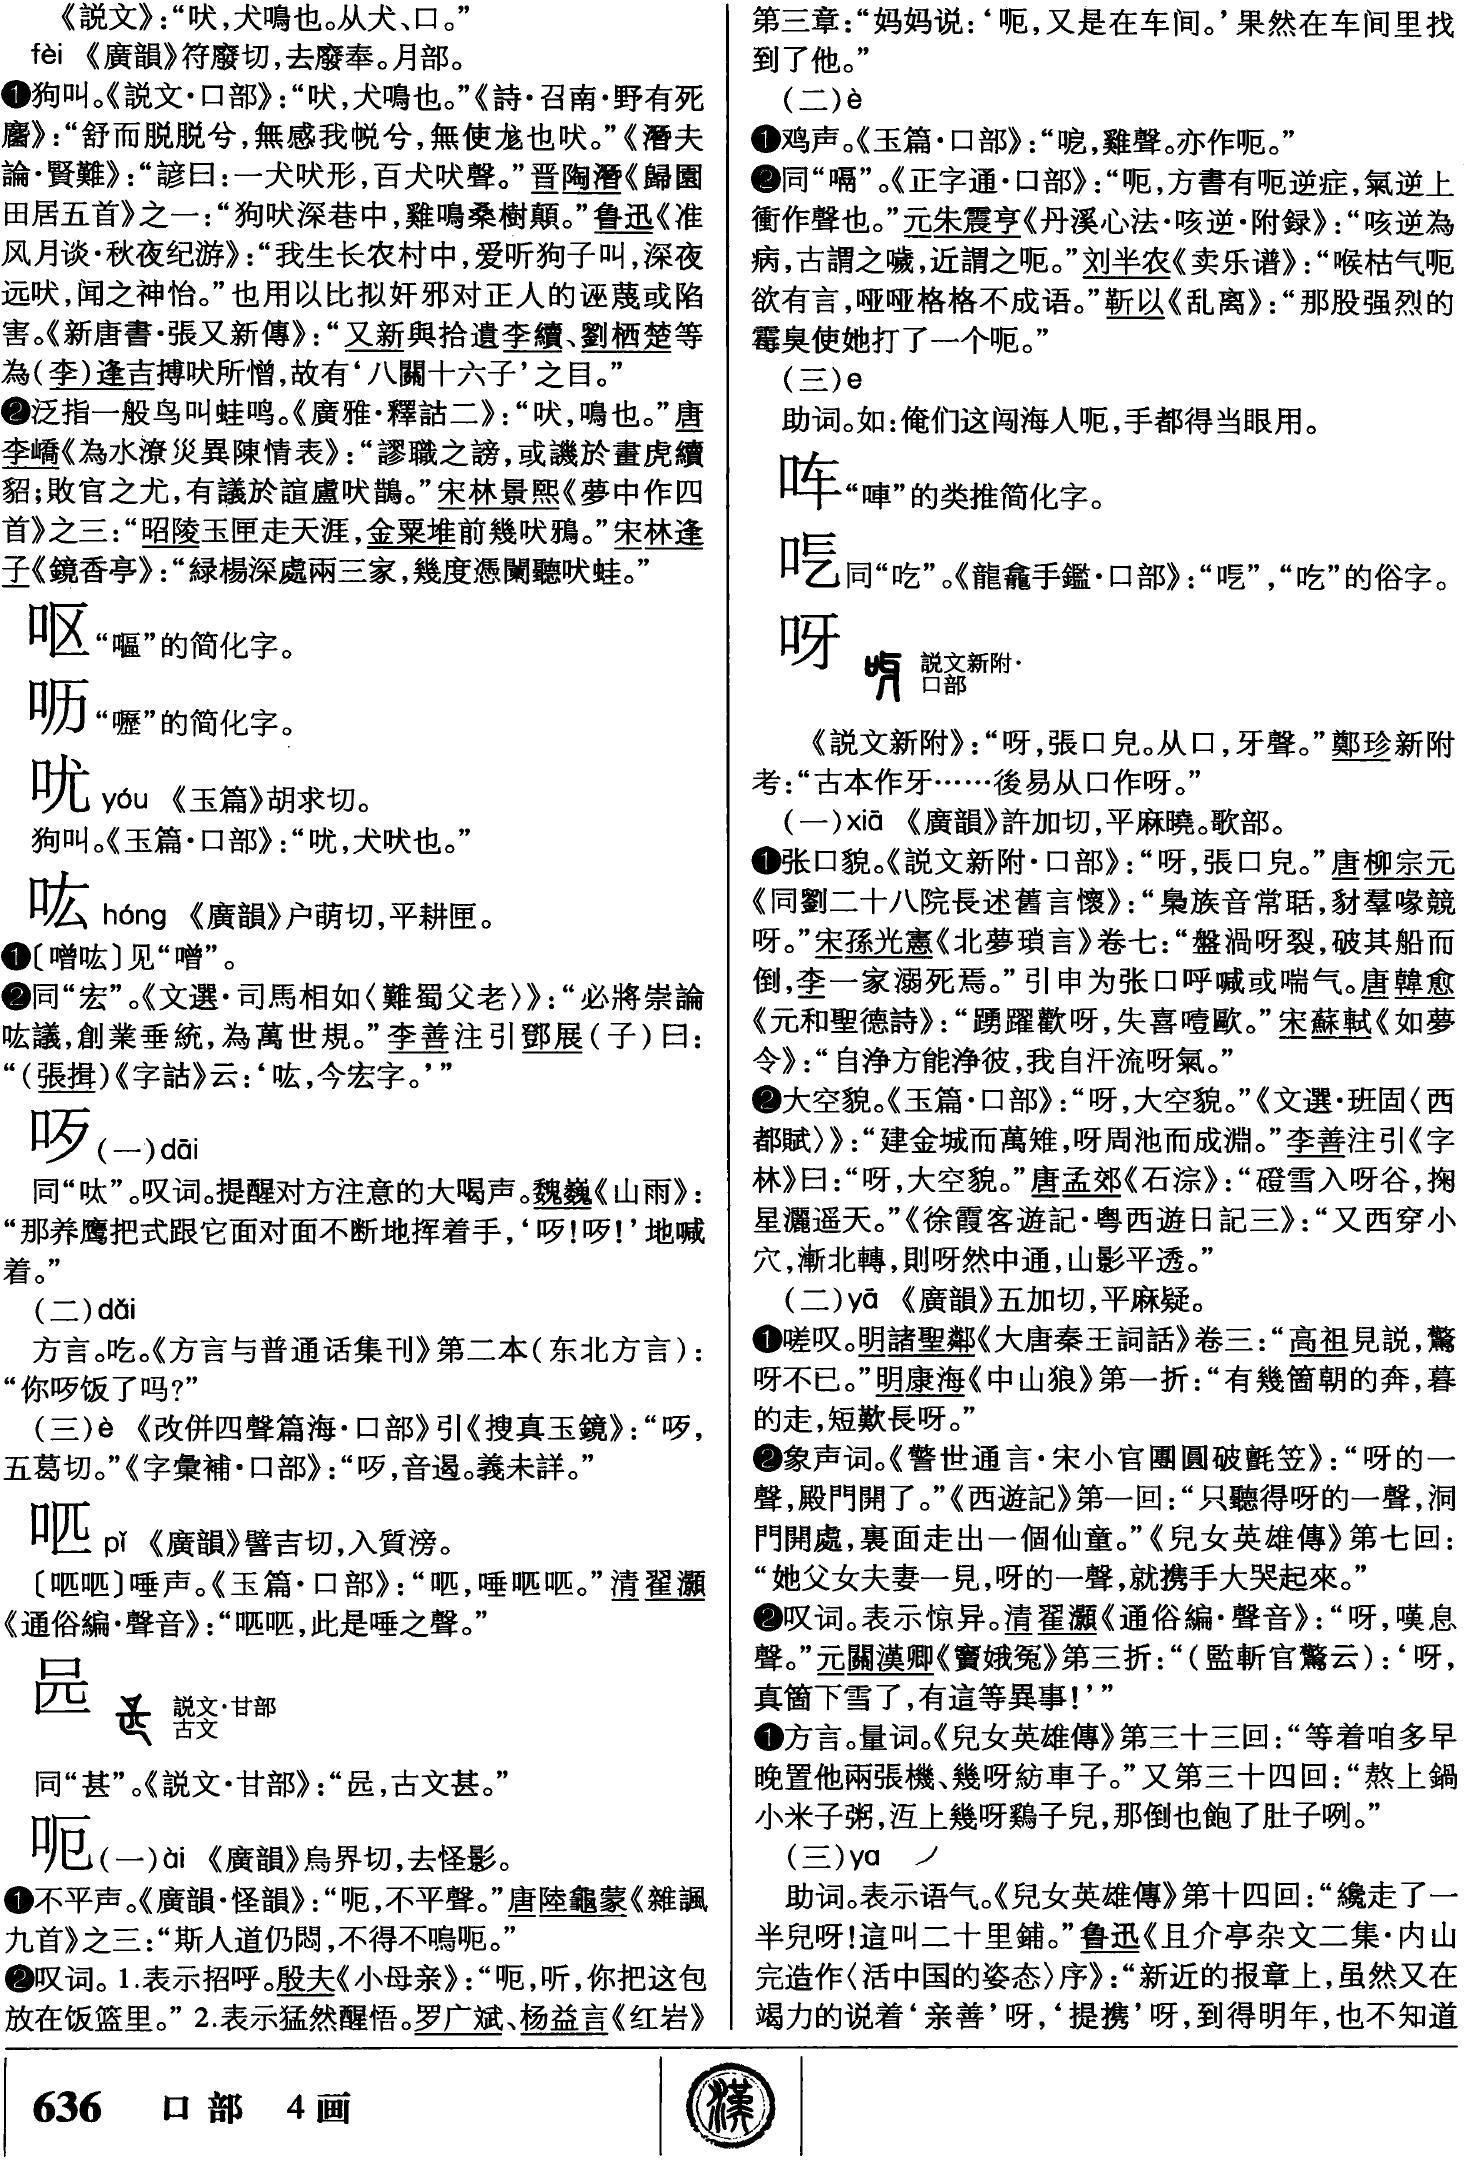 《説文》：“吠，犬鳴也。从犬、口。”
fèi 《廣韻》符廢切，去廢奉。月部。
❶狗叫。《説文·口部》：“吠，犬鳴也。”《詩·召南·野有死
麕》：“舒而脱脱兮，無感我帨兮，無使尨也吠。”《潛夫
論·賢難》：“諺曰：一犬吠形，百犬吠聲。”晋陶潛《歸園
田居五首》之一：“狗吠深巷中，雞鳴桑樹顛。”鲁迅《准
风月谈·秋夜纪游》：“我生长农村中，爱听狗子叫，深夜
远吠，闻之神怡。”也用以比拟奸邪对正人的诬蔑或陷
害。《新唐書·張又新傳》：“又新與拾遺李續、劉栖楚等
為（李）逢吉搏吠所憎，故有‘八關十六子’之目。”
❷泛指一般鸟叫蛙鸣。《廣雅·釋詁二》：“吠，鳴也。”唐
李嶠《為水潦災異陳情表》：“謬職之謗，或譏於畫虎續
貂；敗官之尤，有議於諠盧吠鵲。”宋林景熙《夢中作四
首》之三：“昭陵玉匣走天涯，金粟堆前幾吠鴉。”宋林逢
子《鏡香亭》：“緑楊深處兩三家，幾度憑闌聽吠蛙。”
呕“嘔”的简化字。
呖“嚦”的简化字。
吰 yóu 《玉篇》胡求切。
狗叫。《玉篇·口部》：“吰，犬吠也。”
吰 hóng 《廣韻》户萌切，平耕匣。
❶〔噌吰〕见“噌”。
❷同“宏”。《文選·司馬相如〈難蜀父老〉》：“必將崇論
吰議，創業垂統，為萬世規。”李善注引鄧展（子）曰：
“（張揖）《字詁》云：‘吰，今宏字。’”
呃（一）dāi
同“呔”。叹词。提醒对方注意的大喝声。魏巍《山雨》：
“那养鹰把式跟它面对面不断地挥着手，‘呃！呃！’地喊
着。”
（二）dǎi
方言。吃。《方言与普通话集刊》第二本（东北方言）：
“你歹饭了吗？”
（三）è 《改併四聲篇海·口部》引《搜真玉鏡》：“歹，
五葛切。”《字彙補·口部》：“歹，音遏。義未詳。”
呹 pǐ 《廣韻》譬吉切，入質滂。
〔㕸㕸〕唾声。《玉篇·口部》：“㕸，唾㕸㕸。”清翟灝
《通俗編·聲音》：“㕸㕸，此是唾之聲。”
㽎 説文·甘部
古文
同“甚”。《説文·甘部》：“㽎，古文甚。”
呃（一）ài 《廣韻》烏界切，去怪影。
❶不平声。《廣韻·怪韻》：“呃，不平聲。”唐陸龜蒙《雜諷
九首》之三：“斯人道仍悶，不得不嗚呃。”
❷叹词。1.表示招呼。殷夫《小母亲》：“呃，听，你把这包
放在饭篮里。”2.表示猛然醒悟。罗广斌、杨益言《红岩》
第三章：“妈妈说：‘呃，又是在车间。’果然在车间里找
到了他。”
（二）è
❶鸡声。《玉篇·口部》：“呝，雞聲。亦作呃。”
❷同“嗝”。《正字通·口部》：“呃，方書有呃逆症，氣逆上
衝作聲也。”元朱震亨《丹溪心法·咳逆·附録》：“咳逆為
病，古謂之噦，近謂之呃。”刘半农《卖乐谱》：“喉枯气呃
欲有言，哑哑格格不成语。”靳以《乱离》：“那股强烈的
霉臭使她打了一个呃。”
（三）e
助词。如：俺们这闯海人呃，手都得当眼用。
𪠳“唓”的类推简化字。
吃同“吃”。《龍龕手鑑·口部》：“𠯗”，“吃”的俗字。
呀 説文新附·
口部
《説文新附》：“呀，張口皃。从口，牙聲。”鄭珍新附
考：“古本作牙……後易从口作呀。”
（一）xiā 《廣韻》許加切，平麻曉。歌部。
❶张口貌。《説文新附·口部》：“呀，張口皃。”唐柳宗元
《同劉二十八院長述舊言懷》：“梟族音常聒，豺羣喙競
呀。”宋孫光憲《北夢瑣言》卷七：“盤渦呀裂，破其船而
倒，李一家溺死焉。”引申为张口呼喊或喘气。唐韓愈
《元和聖德詩》：“踴躍歡呀，失喜噎歐。”宋蘇軾《如夢
令》：“自浄方能浄彼，我自汗流呀氣。”
❷大空貌。《玉篇·口部》：“呀，大空貌。”《文選·班固〈西
都賦〉》：“建金城而萬雉，呀周池而成淵。”李善注引《字
林》曰：“呀，大空貌。”唐孟郊《石淙》：“磴雪入呀谷，掬
星灑遥天。”《徐霞客遊記·粤西遊日記三》：“又西穿小
穴，漸北轉，則呀然中通，山影平透。”
（二）yā 《廣韻》五加切，平麻疑。
❶嗟叹。明諸聖鄰《大唐秦王詞話》卷三：“高祖見説，驚
呀不已。”明康海《中山狼》第一折：“有幾箇朝的奔，暮
的走，短歎長呀。”
❷象声词。《警世通言·宋小官團圓破氈笠》：“呀的一
聲，殿門開了。”《西遊記》第一回：“只聽得呀的一聲，洞
門開處，裏面走出一個仙童。”《兒女英雄傳》第七回：
“她父女夫妻一見，呀的一聲，就携手大哭起來。”
❷叹词。表示惊异。清翟灝《通俗編·聲音》：“呀，嘆息
聲。”元關漢卿《竇娥冤》第三折：“（監斬官驚云）：‘呀，
真箇下雪了，有這等異事！’”
❶方言。量词。《兒女英雄傳》第三十三回：“等着咱多早
晚置他兩張機、幾呀紡車子。”又第三十四回：“熬上鍋
小米子粥，沍上幾呀鷄子兒，那倒也飽了肚子咧。”
（三）ya ノ
助词。表示语气。《兒女英雄傳》第十四回：“纔走了一
半兒呀！這叫二十里鋪。”鲁迅《且介亭杂文二集·内山
完造作〈活中国的姿态〉序》：“新近的报章上，虽然又在
竭力的说着‘亲善’呀，‘提携’呀，到得明年，也不知道
636 口部 4画
漢